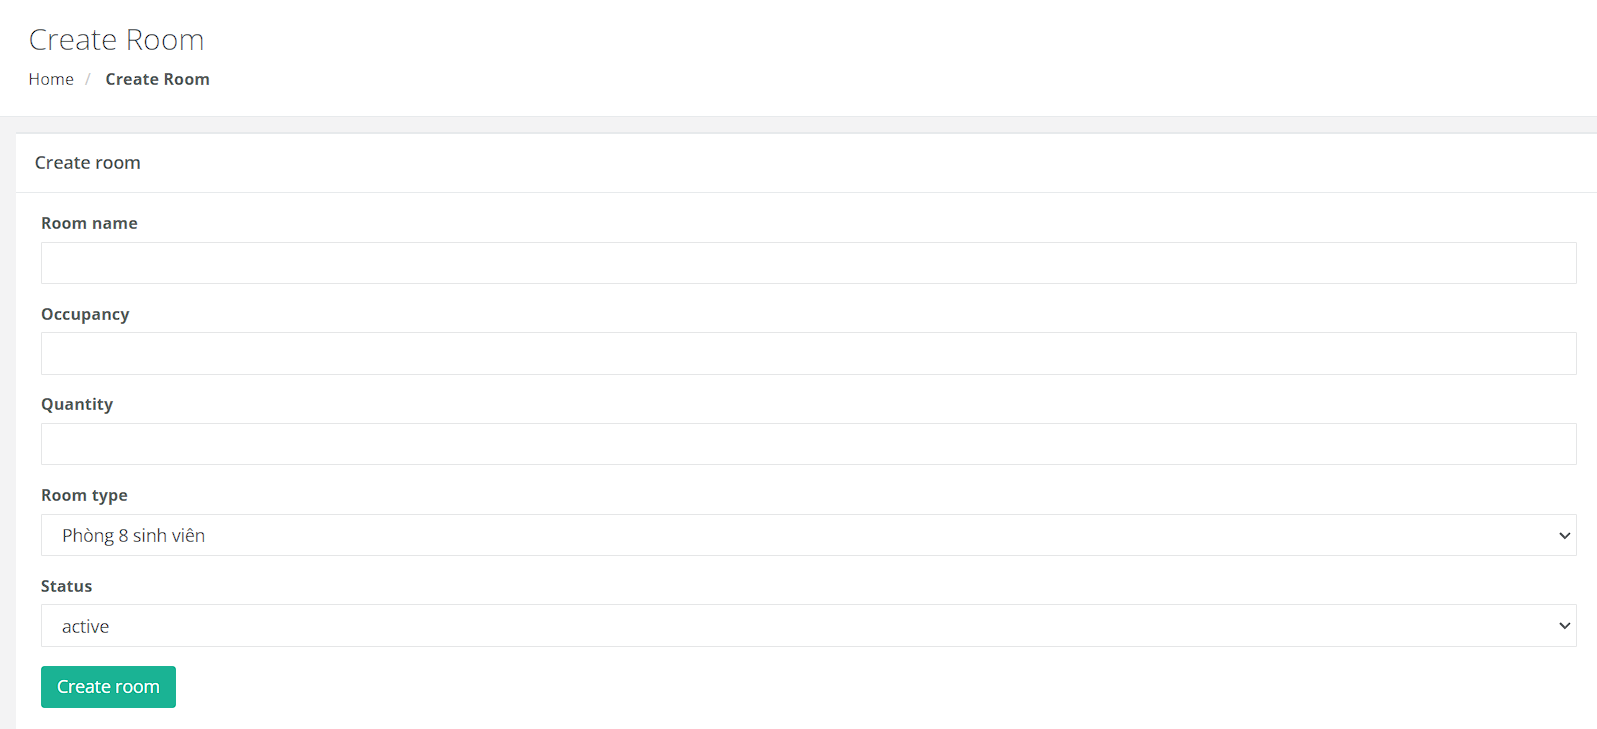 Create Room
Home / Create Room
Create room
Room name
Occupancy
Quantity
Room type
Phòng 8 sinh viên
Status
active
Create room